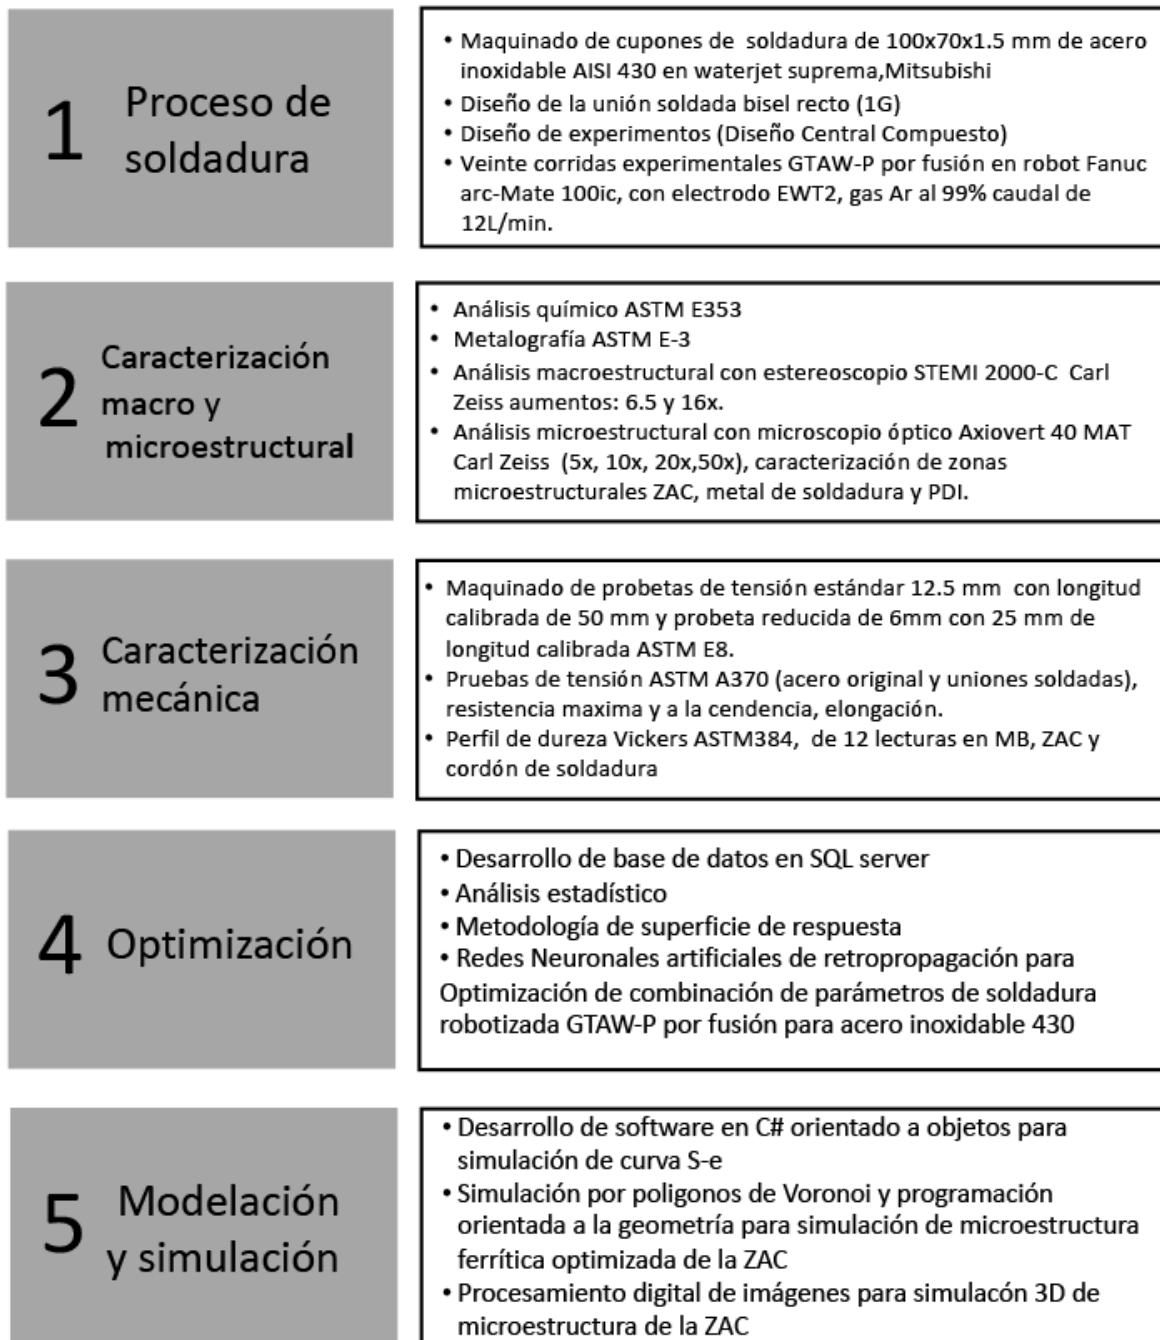 1
Proceso de
soldadura
• Maquinado de cupones de soldadura de 100x70x1.5 mm de acero
inoxidable AISI 430 en waterjet suprema,Mitsubishi
• Diseño de la unión soldada bisel recto (1G)
• Diseño de experimentos (Diseño Central Compuesto)
• Veinte corridas experimentales GTAW-P por fusión en robot Fanuc
arc-Mate 100ic, con electrodo EWT2, gas Ar al 99% caudal de
12L/min.
2
Caracterización
macro y
microestructural
• Análisis químico ASTM E353
• Metalografía ASTM E-3
• Análisis macroestructural con estereoscopio STEMI 2000-C Carl
Zeiss aumentos: 6.5 y 16x.
• Análisis microestructural con microscopio óptico Axiovert 40 MAT
Carl Zeiss (5x, 10x, 20x,50x), caracterización de zonas
microestructurales ZAC, metal de soldadura y PDI.
3
Caracterización
mecánica
• Maquinado de probetas de tensión estándar 12.5 mm con longitud
calibrada de 50 mm y probeta reducida de 6mm con 25 mm de
longitud calibrada ASTM E8.
• Pruebas de tensión ASTM A370 (acero original y uniones soldadas),
resistencia maxima y a la cendencia, elongación.
• Perfil de dureza Vickers ASTM384, de 12 lecturas en MB, ZAC y
cordón de soldadura
4
Optimización
• Desarrollo de base de datos en SQL server
• Análisis estadístico
• Metodología de superficie de respuesta
• Redes Neuronales artificiales de retropropagación para
Optimización de combinación de parámetros de soldadura
robotizada GTAW-P por fusión para acero inoxidable 430
5
Modelación
y simulación
• Desarrollo de software en C# orientado a objetos para
simulación de curva S-e
• Simulación por poligonos de Voronoi y programación
orientada a la geometría para simulación de microestructura
ferrítica optimizada de la ZAC
• Procesamiento digital de imágenes para simulacón 3D de
microestructura de la ZAC